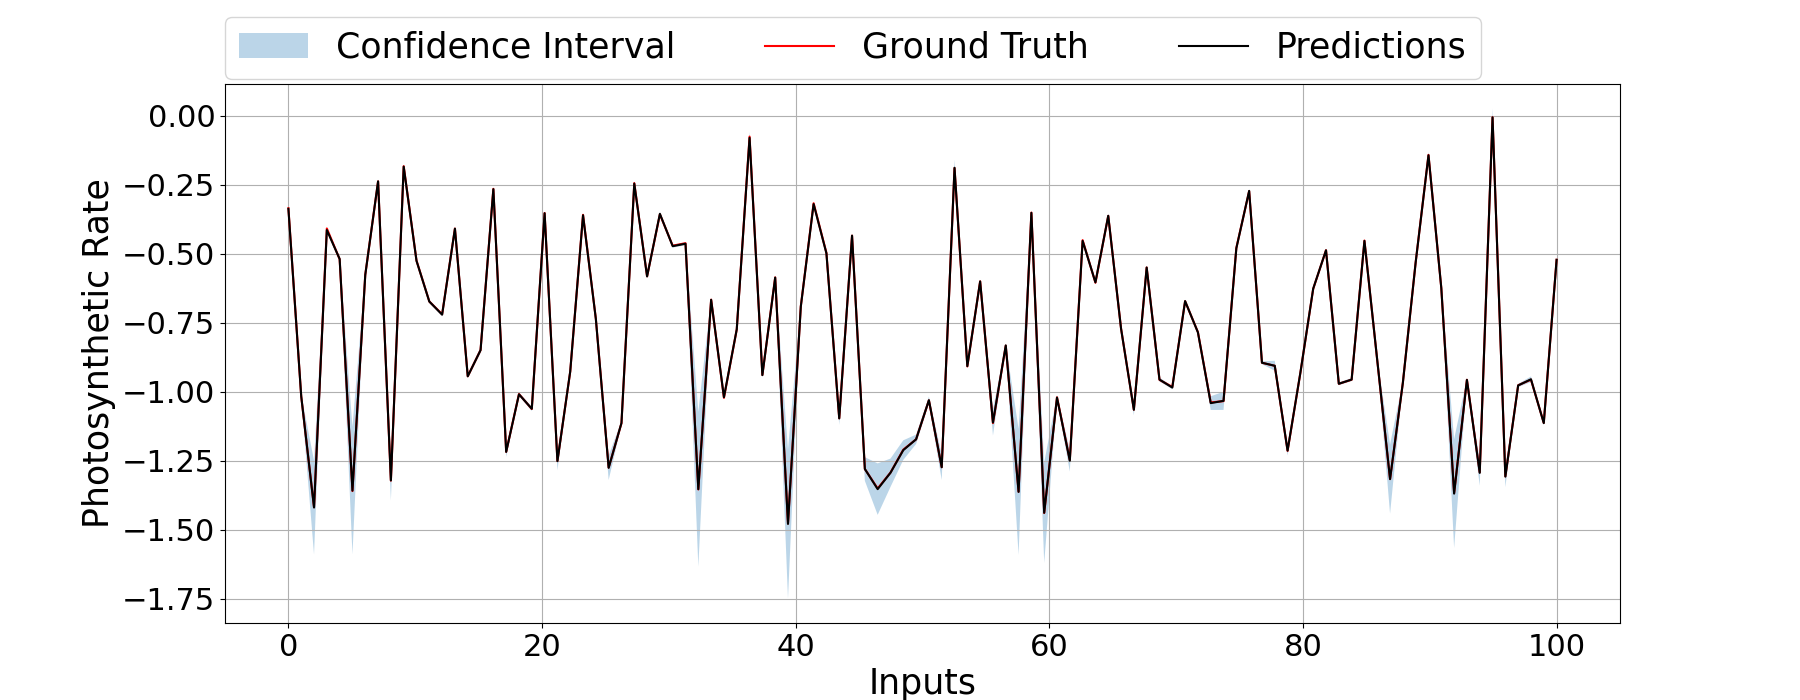 Confidence Interval Ground Truth Predictions
Photosynthetic Rate
0.00
−0.25
−0.50
−0.75
−1.00
−1.25
−1.50
−1.75
0 20 40 60 80 100
Inputs